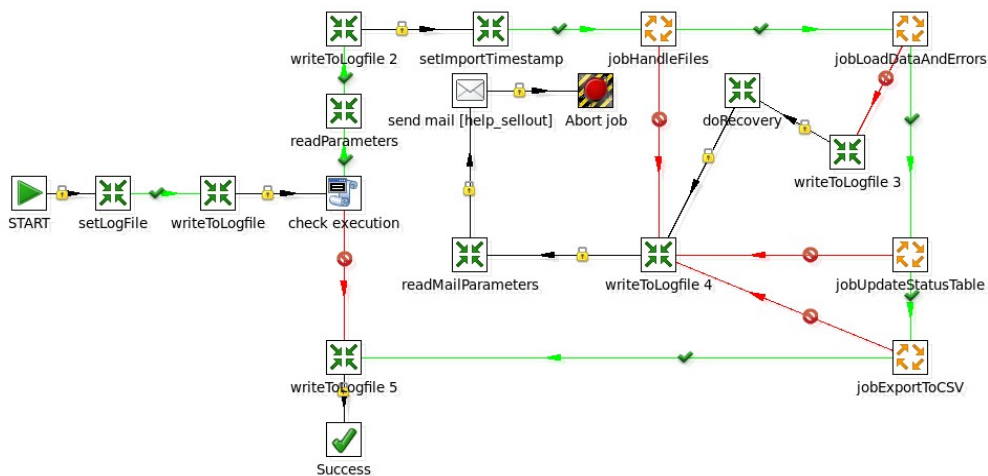 writeToLogfile 2
setImportTimestamp
jobHandleFiles
jobLoadDataAndErrors
send mail [help_sellout]
Abort job
doRecovery
readParameters
writeToLogfile 3
START
setLogFile
writeToLogfile
check execution
readMailParameters
writeToLogfile 4
jobUpdateStatusTable
writeToLogfile 5
jobExportToCSV
Success